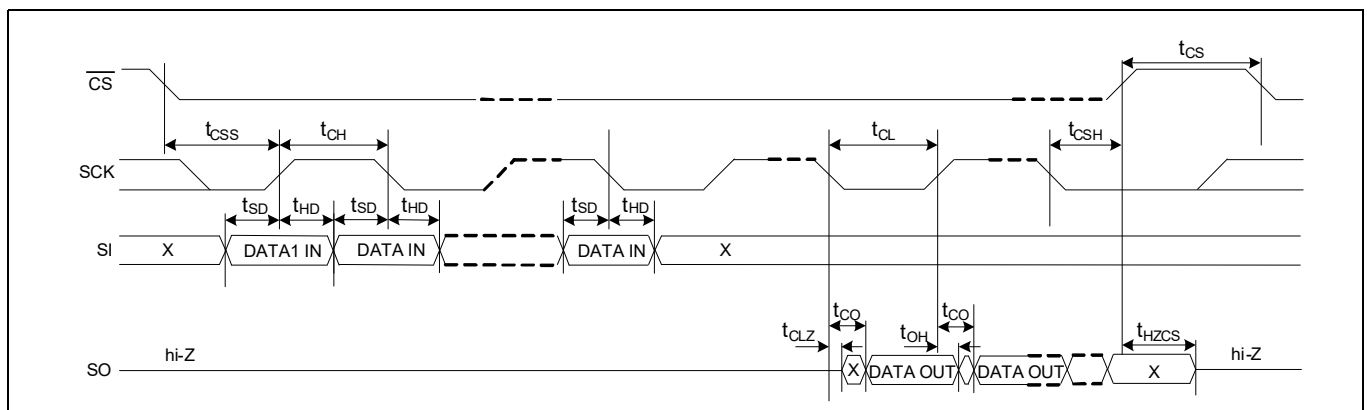 CS
tCS
tCSS
tCH
tCL
tCSH
SCK
tSD
tHD
tSD
tHD
tSD
tHD
SI
X
DATA1 IN
DATA IN
DATA IN
X
tCLZ
tCO
tOH
tCO
tHZCS
SO
hi-Z
X
DATA OUT
DATA OUT
X
hi-Z